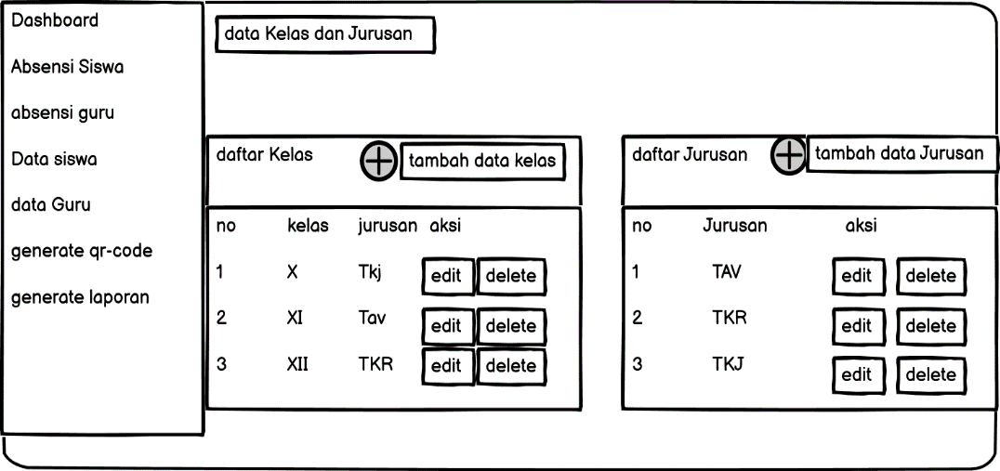 Dashboard
Absensi Siswa
absensi guru
Data siswa
data Guru
generate qr-code
generate laporan
data Kelas dan Jurusan
daftar Kelas
tambah data kelas
no kelas jurusan aksi
1 X Tkj edit delete
2 XI Tav edit delete
3 XII TKR edit delete
daftar Jurusan
tambah data Jurusan
no Jurusan aksi
1 TAV edit delete
2 TKR edit delete
3 TKJ edit delete